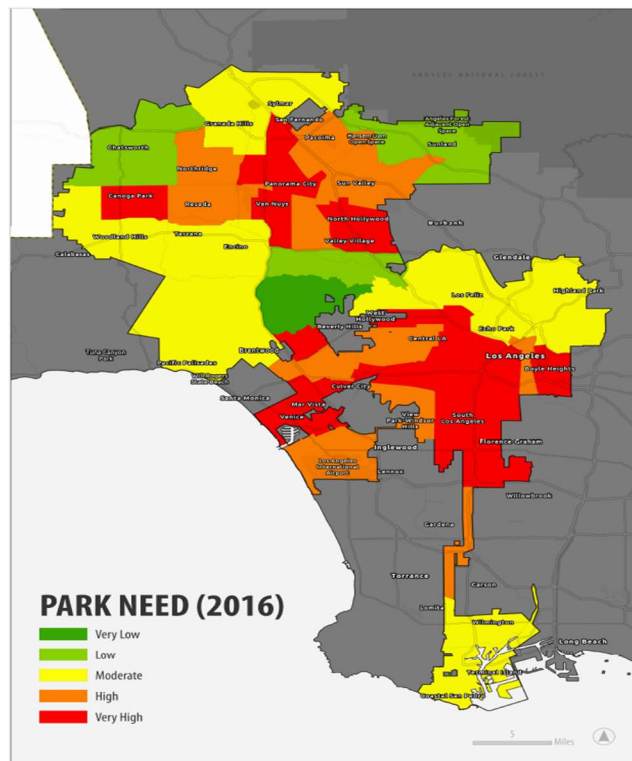 ANGELES NATIONAL FOREST
Sylmar
San Fernando
Granada Hills
Pacoima
Hansen Dam
Open Space
Angeles Forest
Adjacent Open
Space
Sunland
Chatsworth
Northridge
Panorama City
Sun Valley
Canoga Park
Reseda
Van Nuys
North Hollywood
Burbank
Valley Village
Woodland Hills
Tarzana
Encino
Calabasas
Glendale
Los Feliz
Highland Park
West
Hollywood
Beverly Hills
Echo Park
Central LA
Brentwood
Los Angeles
Boyle Heights
Pacific Palisades
Will Rogers
State Beach
Culver City
Santa Monica
Mar Vista
Venice
View
Park-Windsor
Hills
South
Los Angeles
Florence-Graham
Inglewood
Los Angeles
International
Airport
Lennox
Willowbrook
Gardena
Torrance
Carson
Lomita
Wilmington
Long Beach
Terminal Island
Coastal San Pedro
PARK NEED (2016)
Very Low
Low
Moderate
High
Very High
5
Miles